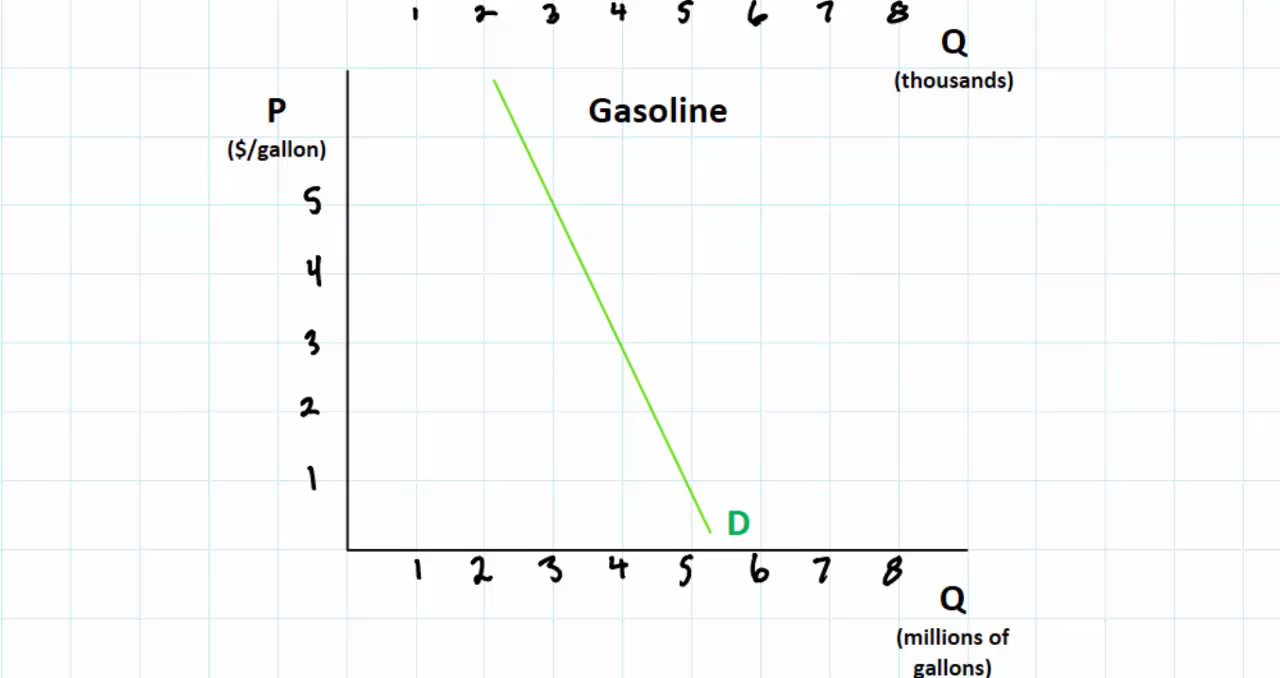 1 2 3 4 5 6 7 8
Q
(thousands)
P
($/gallon)
Gasoline
5
4
3
2
1
D
1 2 3 4 5 6 7 8
Q
(millions of
gallons)